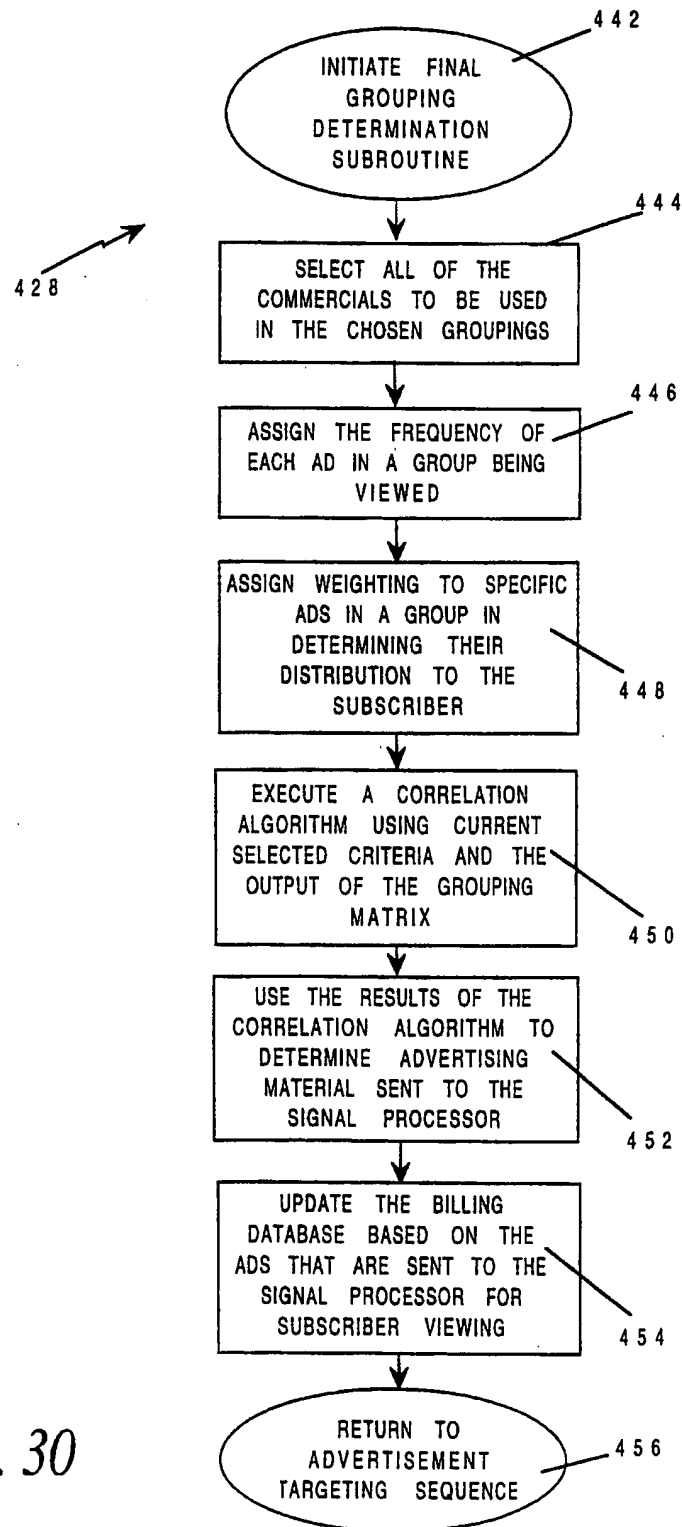 442
INITIATE FINAL
GROUPING
DETERMINATION
SUBROUTINE
444
428
SELECT ALL OF THE
COMMERCIALS TO BE USED
IN THE CHOSEN GROUPINGS
446
ASSIGN THE FREQUENCY OF
EACH AD IN A GROUP BEING
VIEWED
ASSIGN WEIGHTING TO SPECIFIC
ADS IN A GROUP IN
DETERMINING THEIR
DISTRIBUTION TO THE
SUBSCRIBER
448
EXECUTE A CORRELATION
ALGORITHM USING CURRENT
SELECTED CRITERIA AND THE
OUTPUT OF THE GROUPING
MATRIX
450
USE THE RESULTS OF THE
CORRELATION ALGORITHM TO
DETERMINE ADVERTISING
MATERIAL SENT TO THE
SIGNAL PROCESSOR
452
UPDATE THE BILLING
DATABASE BASED ON THE
ADS THAT ARE SENT TO THE
SIGNAL PROCESSOR FOR
SUBSCRIBER VIEWING
454
RETURN TO
ADVERTISEMENT
TARGETING SEQUENCE
456
. 30